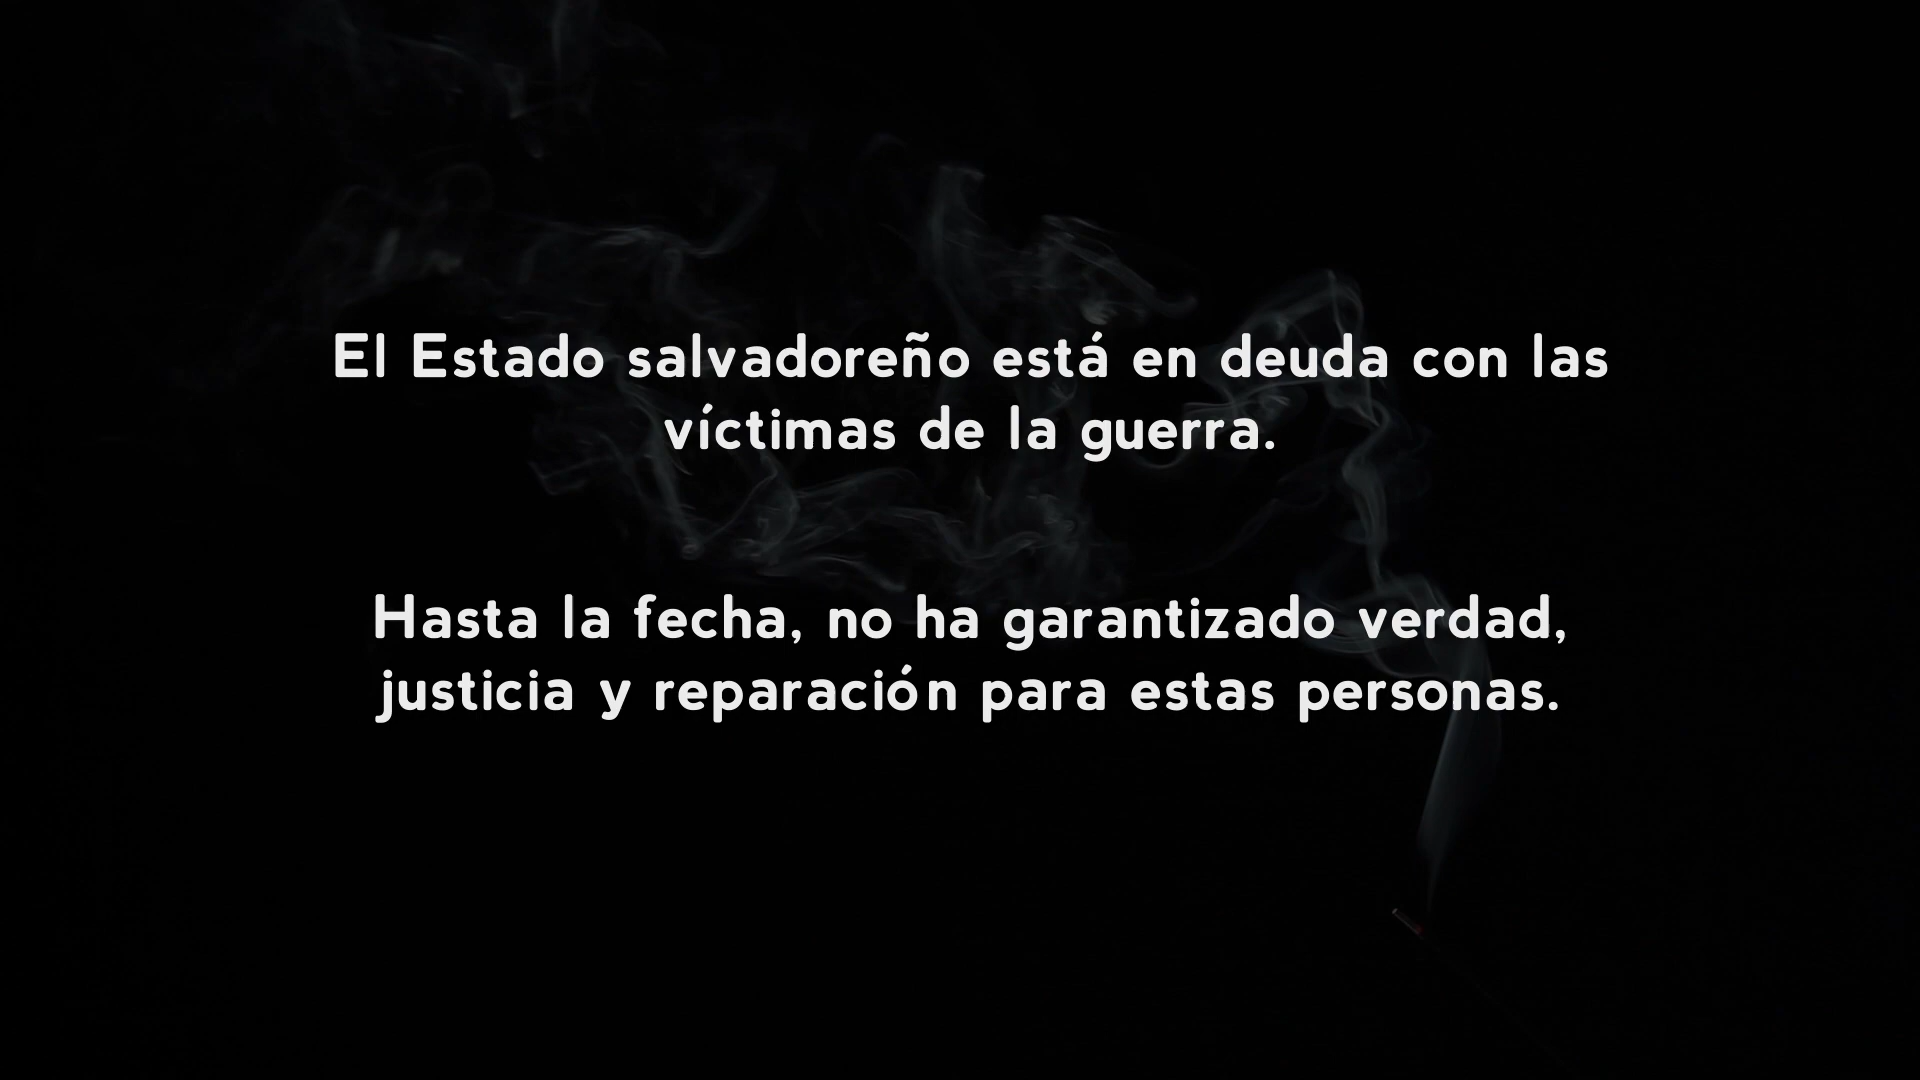 El Estado salvadoreño está en deuda con las
víctimas de la guerra.
Hasta la fecha, no ha garantizado verdad,
justicia y reparación para estas personas.